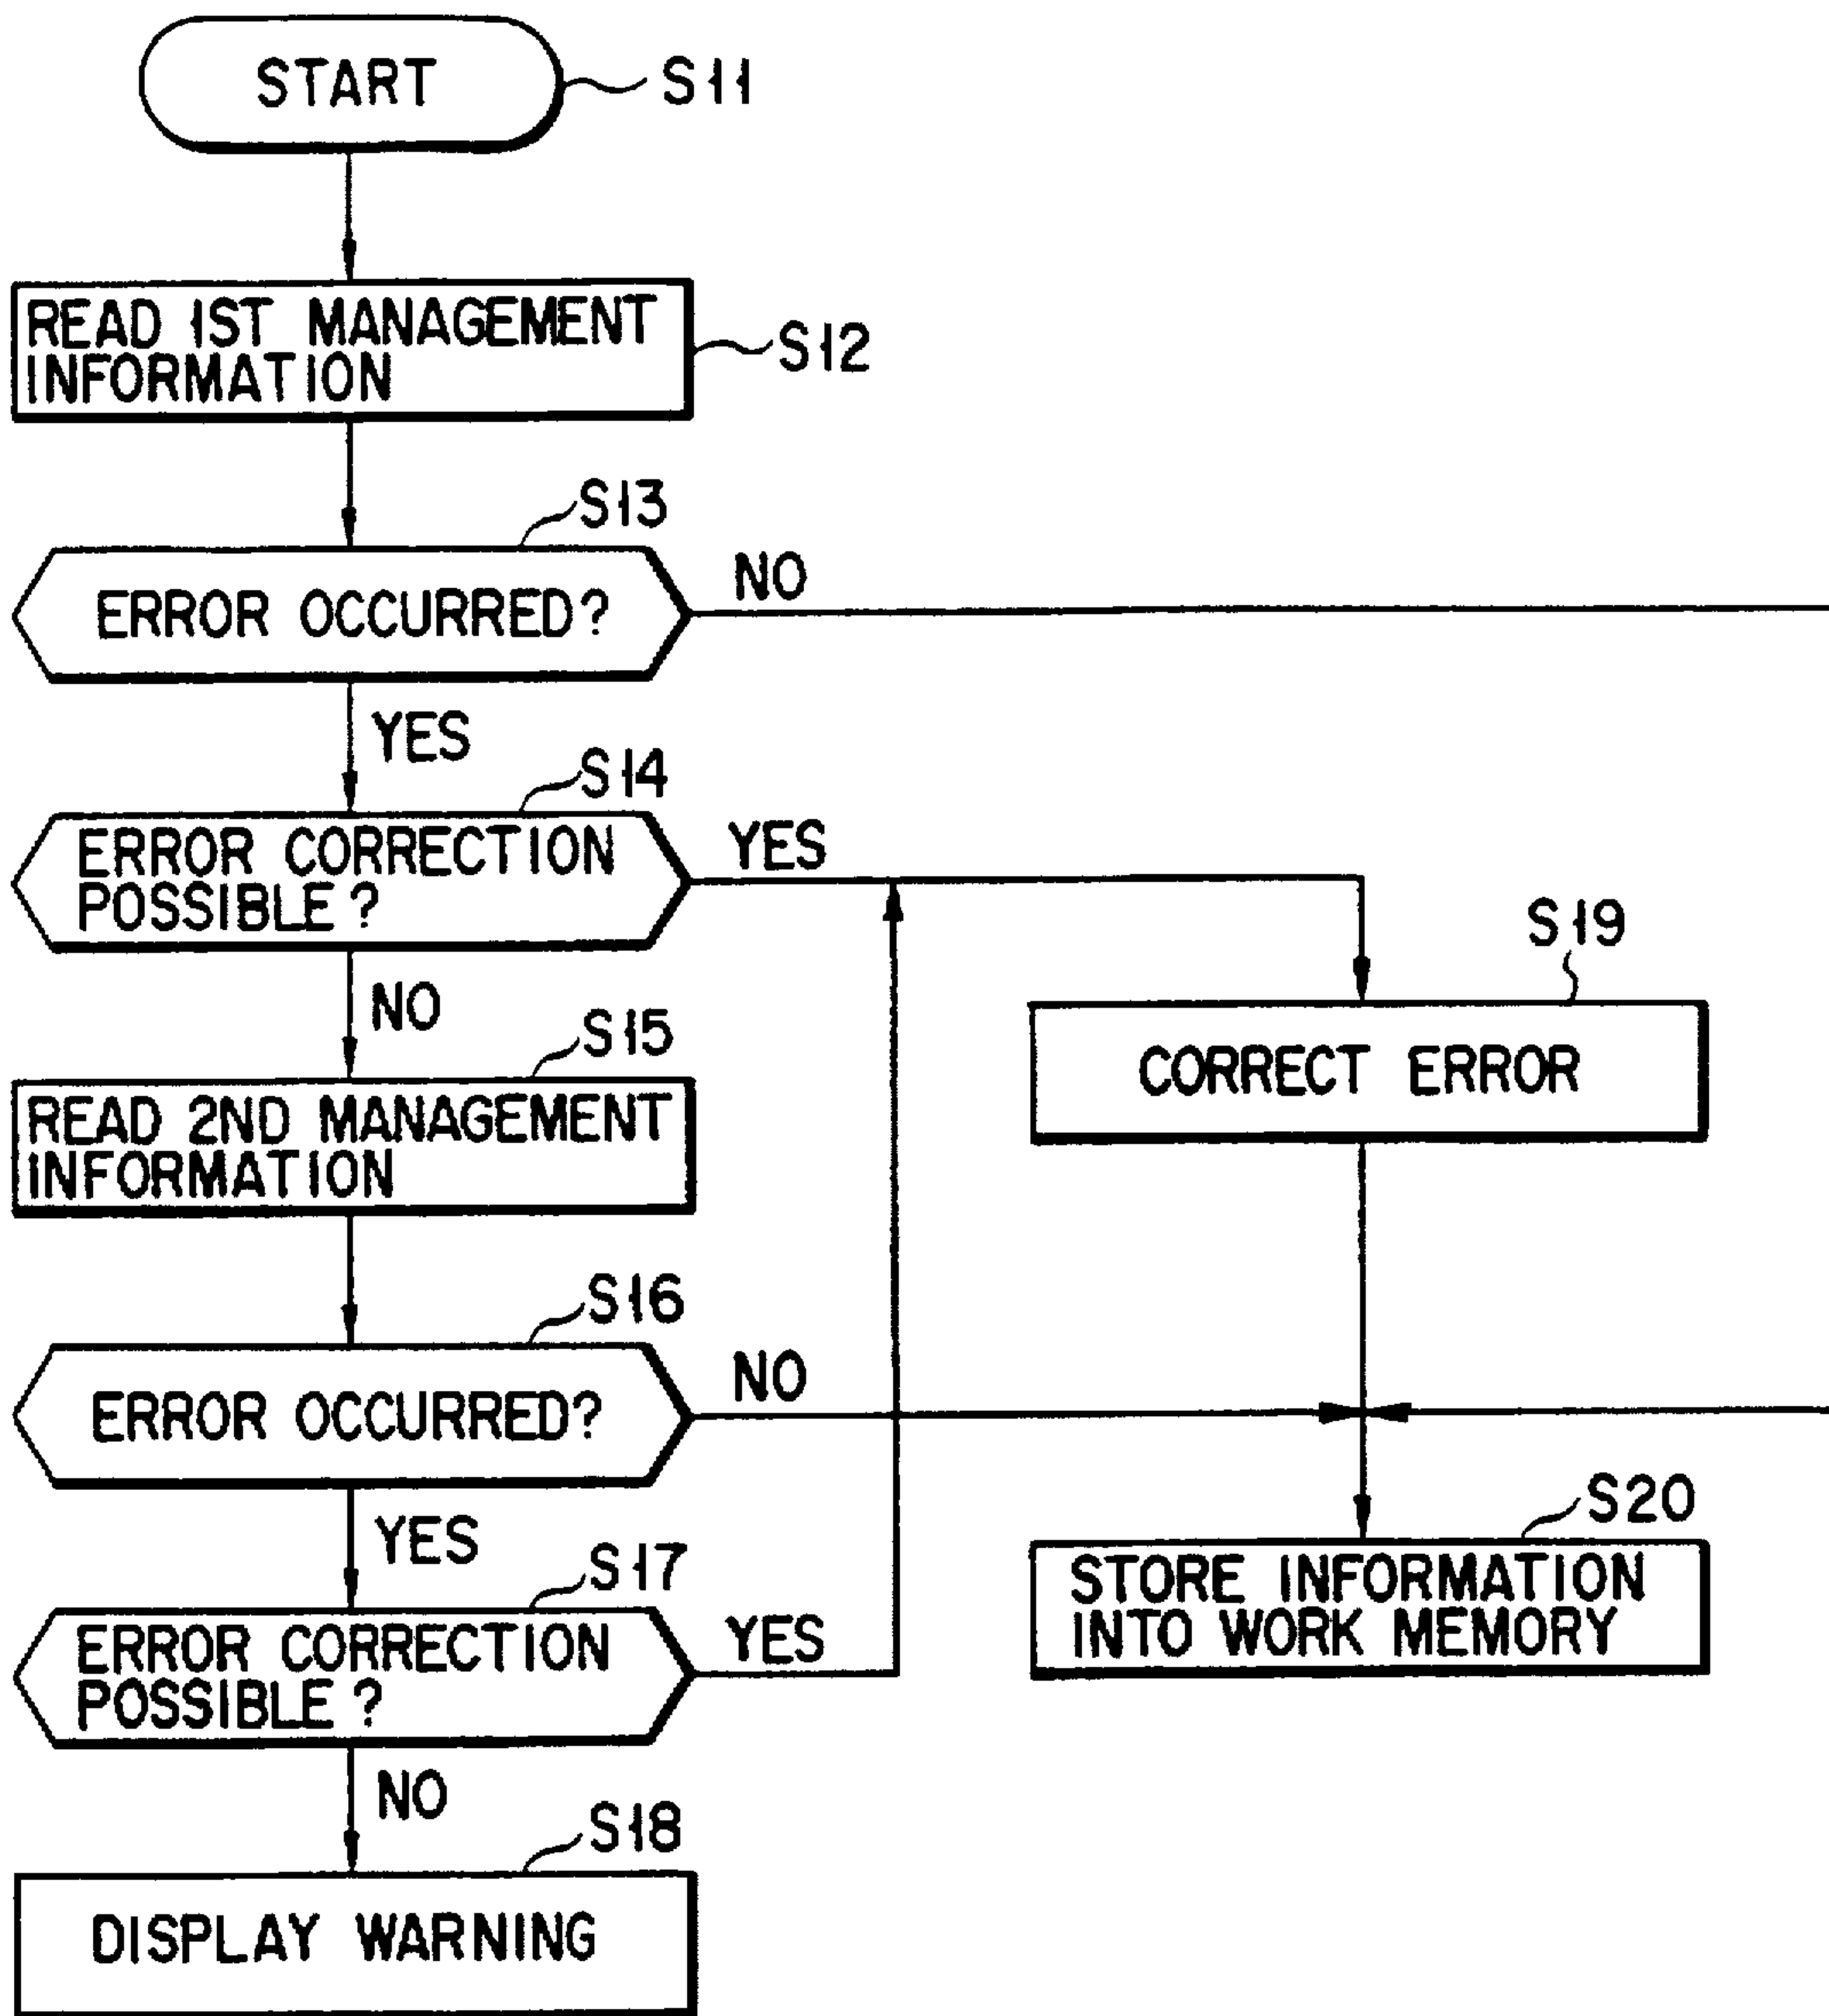 START
S11
READ 1ST MANAGEMENT
INFORMATION
S12
S13
ERROR OCCURRED?
NO
YES
S14
ERROR CORRECTION
POSSIBLE?
YES
NO
S15
READ 2ND MANAGEMENT
INFORMATION
S19
CORRECT ERROR
S16
ERROR OCCURRED?
NO
YES
S17
ERROR CORRECTION
POSSIBLE?
YES
NO
S20
STORE INFORMATION
INTO WORK MEMORY
S18
DISPLAY WARNING